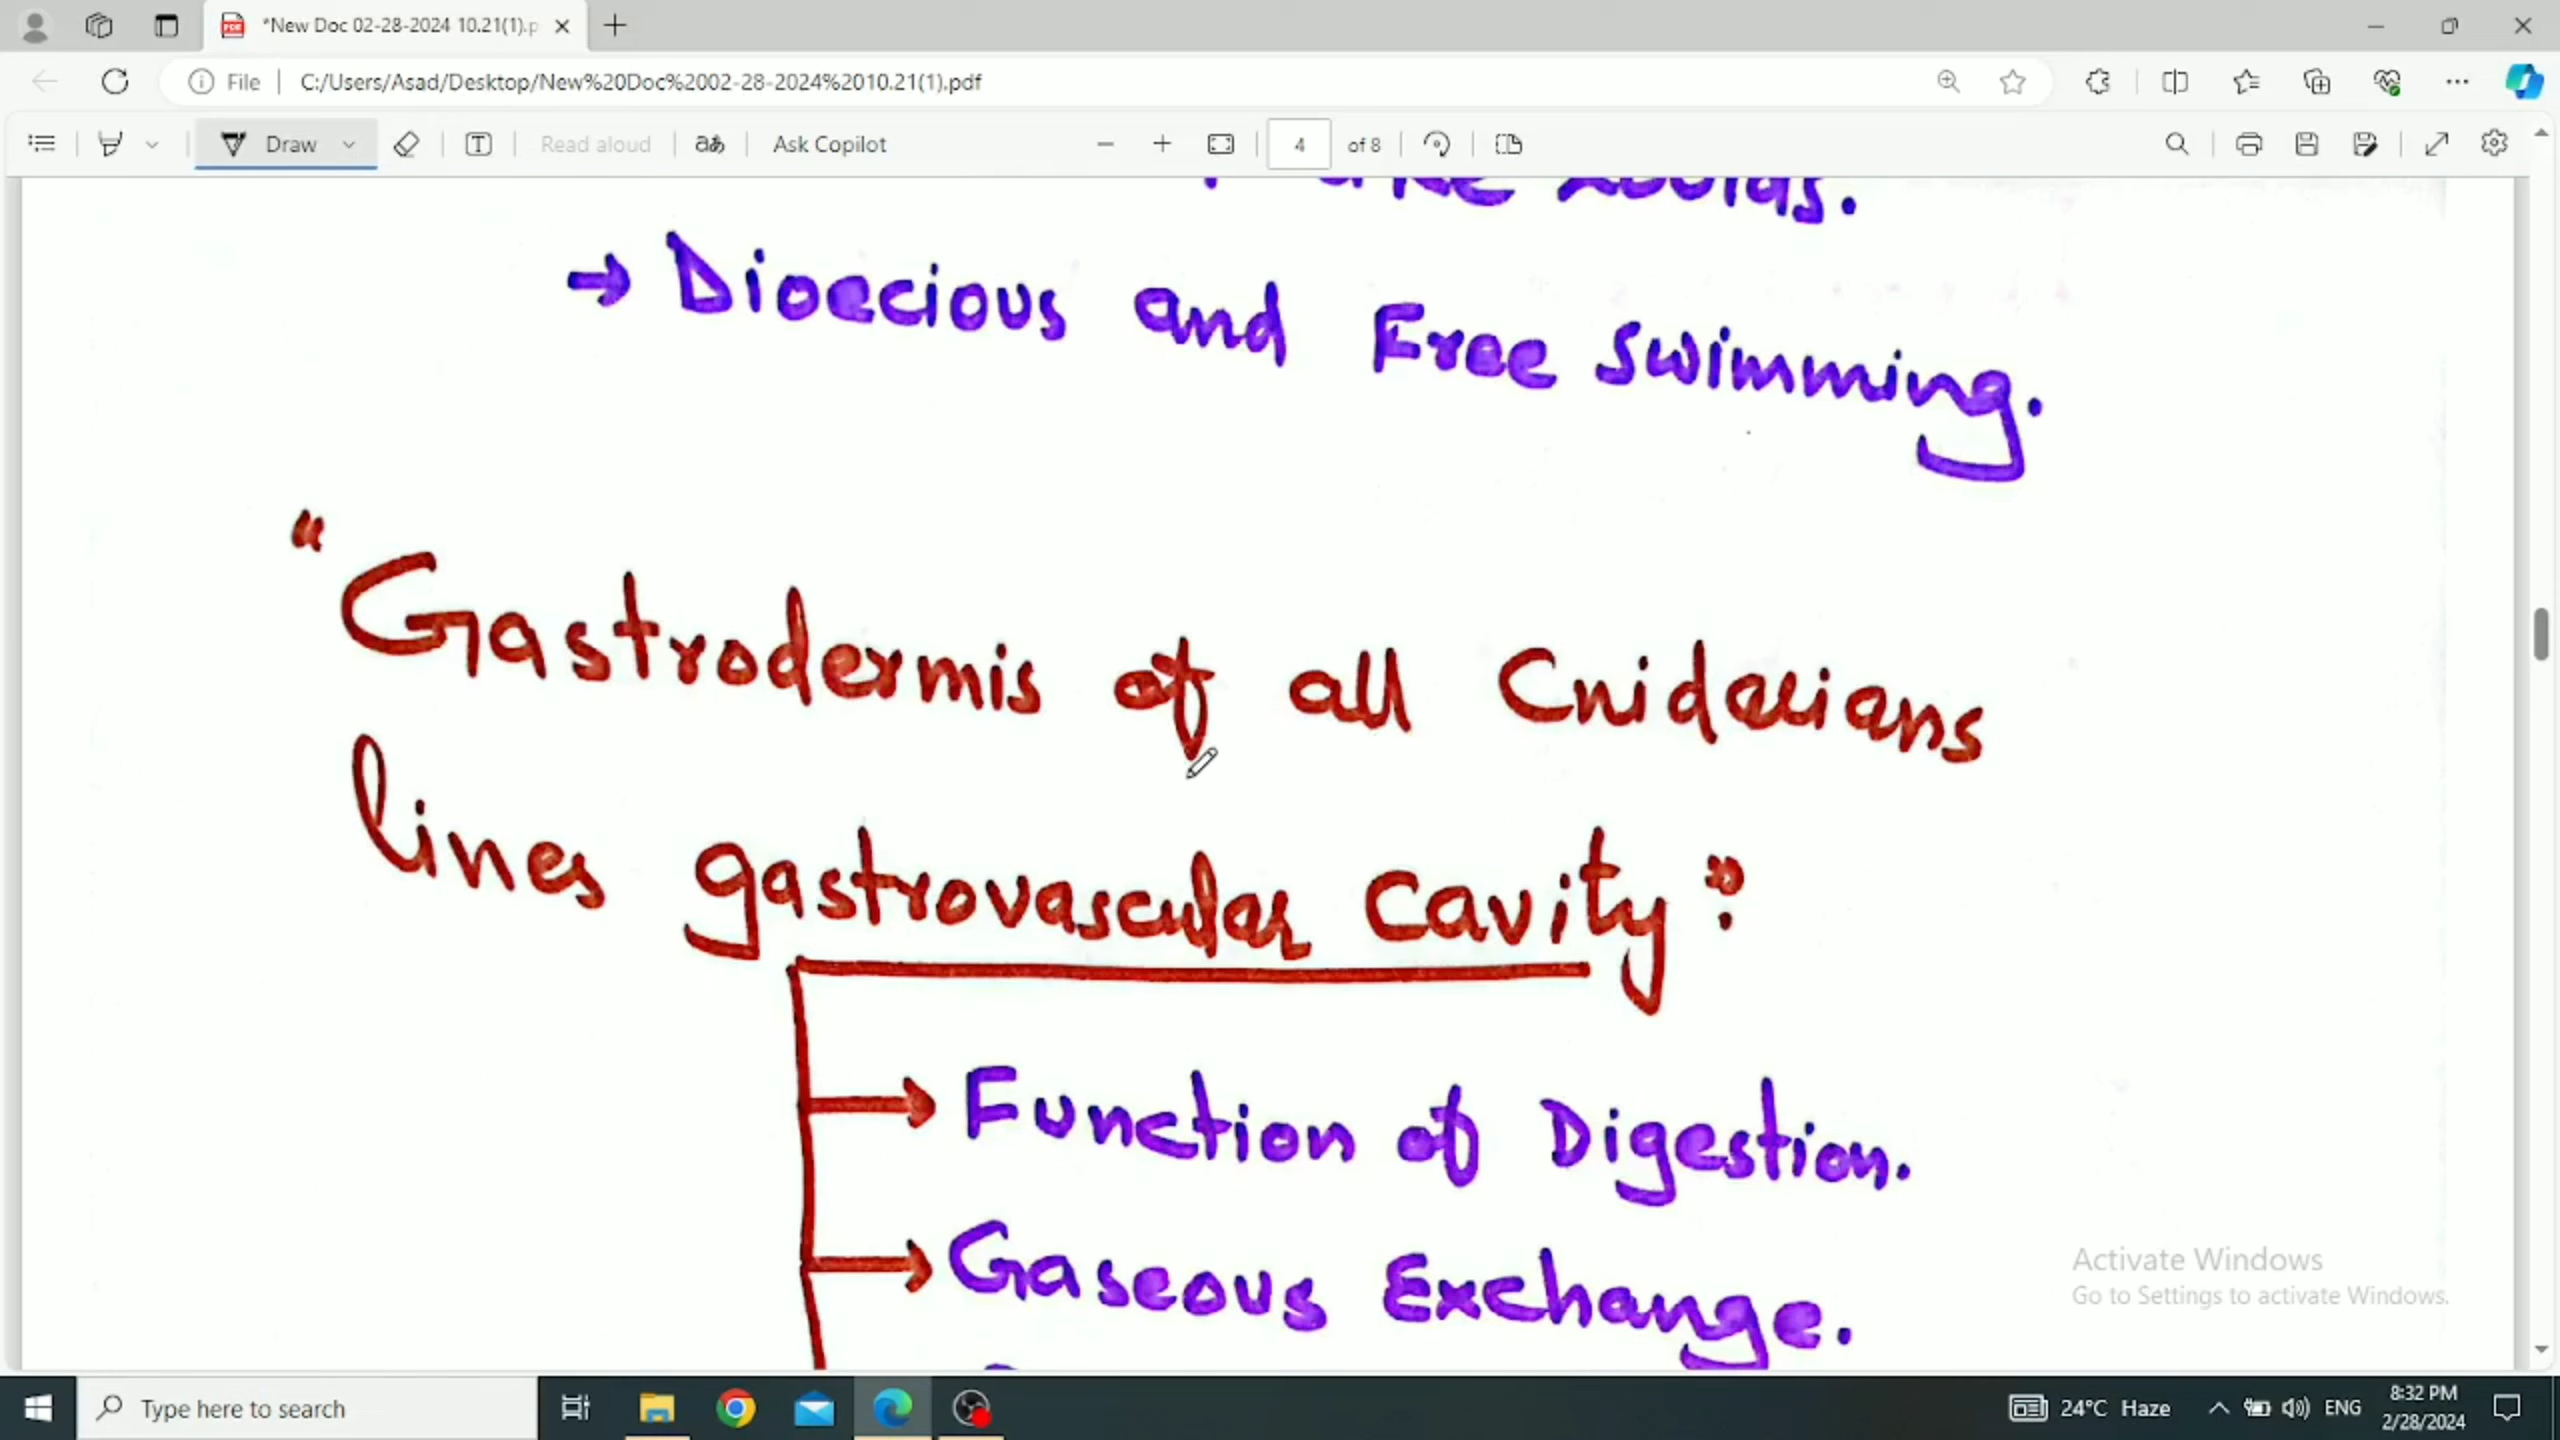 *New Doc 02-28-2024 10.21(1).p
File
C:/Users/Asad/Desktop/New%20Doc%2002-28-2024%2010.21(1).pdf
Draw
Read aloud
aあ
Ask Copilot
4 of 8
→ Dioecious and Free swimming.
"Gastrodermis of all Cnidarians
lines gastrovascular cavity":
→ Function of Digestion.
→ Gaseous Exchange.
Activate Windows
Go to Settings to activate Windows.
Type here to search
24°C Haze
ENG
8:32 PM
2/28/2024